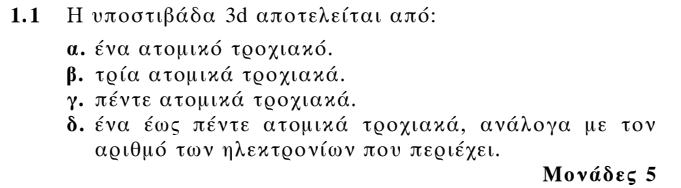 1.1 Η υποστιβάδα 3d αποτελείται από:
α. ένα ατομικό τροχιακό.
β. τρία ατομικά τροχιακά.
γ. πέντε ατομικά τροχιακά.
δ. ένα έως πέντε ατομικά τροχιακά, ανάλογα με τον
αριθμό των ηλεκτρονίων που περιέχει.
Μονάδες 5